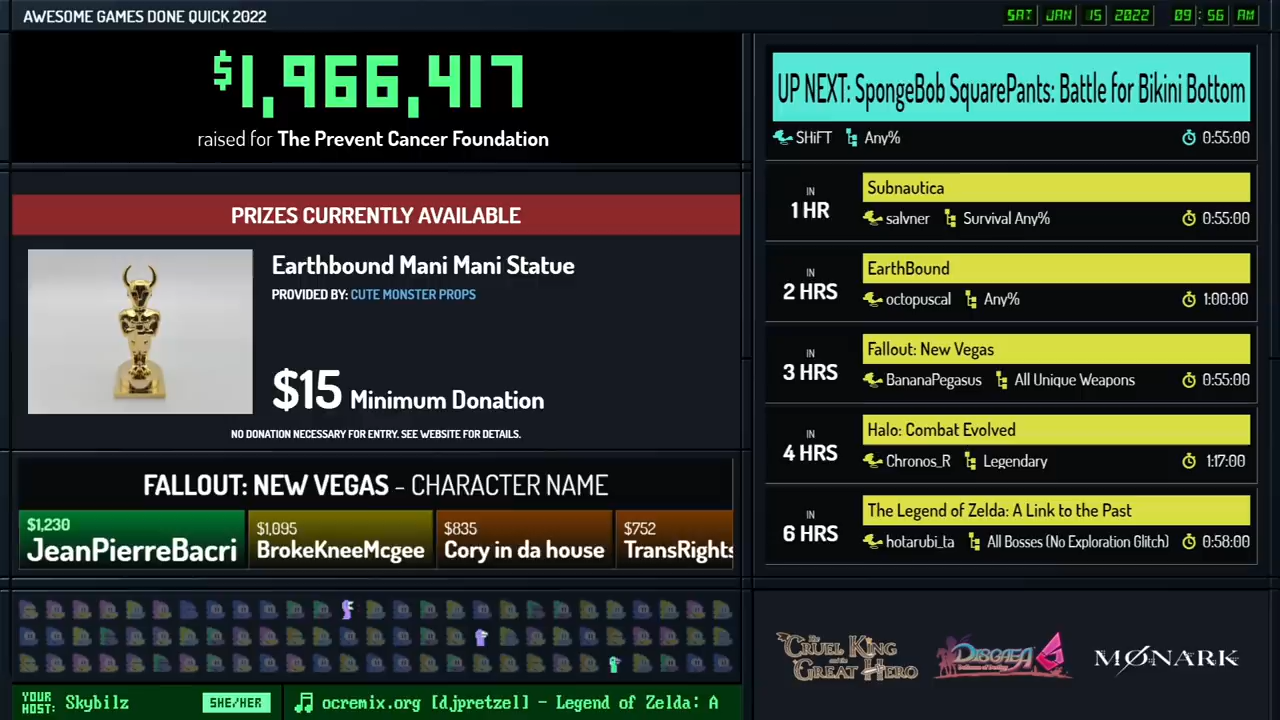 AWESOME GAMES DONE QUICK 2022
SAT JAN 15 2022 09:56 AM
$1,966,417
raised for The Prevent Cancer Foundation
PRIZES CURRENTLY AVAILABLE
Earthbound Mani Mani Statue
PROVIDED BY: CUTE MONSTER PROPS
$15 Minimum Donation
NO DONATION NECESSARY FOR ENTRY. SEE WEBSITE FOR DETAILS.
FALLOUT: NEW VEGAS - CHARACTER NAME
$1,230
JeanPierreBacri
$1,095
BrokeKneeMcgee
$835
Cory in da house
$752
TransRights
YOUR HOST: Skybilz SHE/HER
ocremix.org [djpretzel] - Legend of Zelda: A
UP NEXT: SpongeBob SquarePants: Battle for Bikini Bottom
SHiFT Any% 0:55:00
IN 1 HR
Subnautica
salvner Survival Any% 0:55:00
IN 2 HRS
EarthBound
octopuscal Any% 1:00:00
IN 3 HRS
Fallout: New Vegas
BananaPegasus All Unique Weapons 0:55:00
IN 4 HRS
Halo: Combat Evolved
Chronos_R Legendary 1:17:00
IN 6 HRS
The Legend of Zelda: A Link to the Past
hotarubi_ta All Bosses (No Exploration Glitch) 0:58:00
The CRUEL KING and the GREAT HERO
DISGAEA 6
MONARK